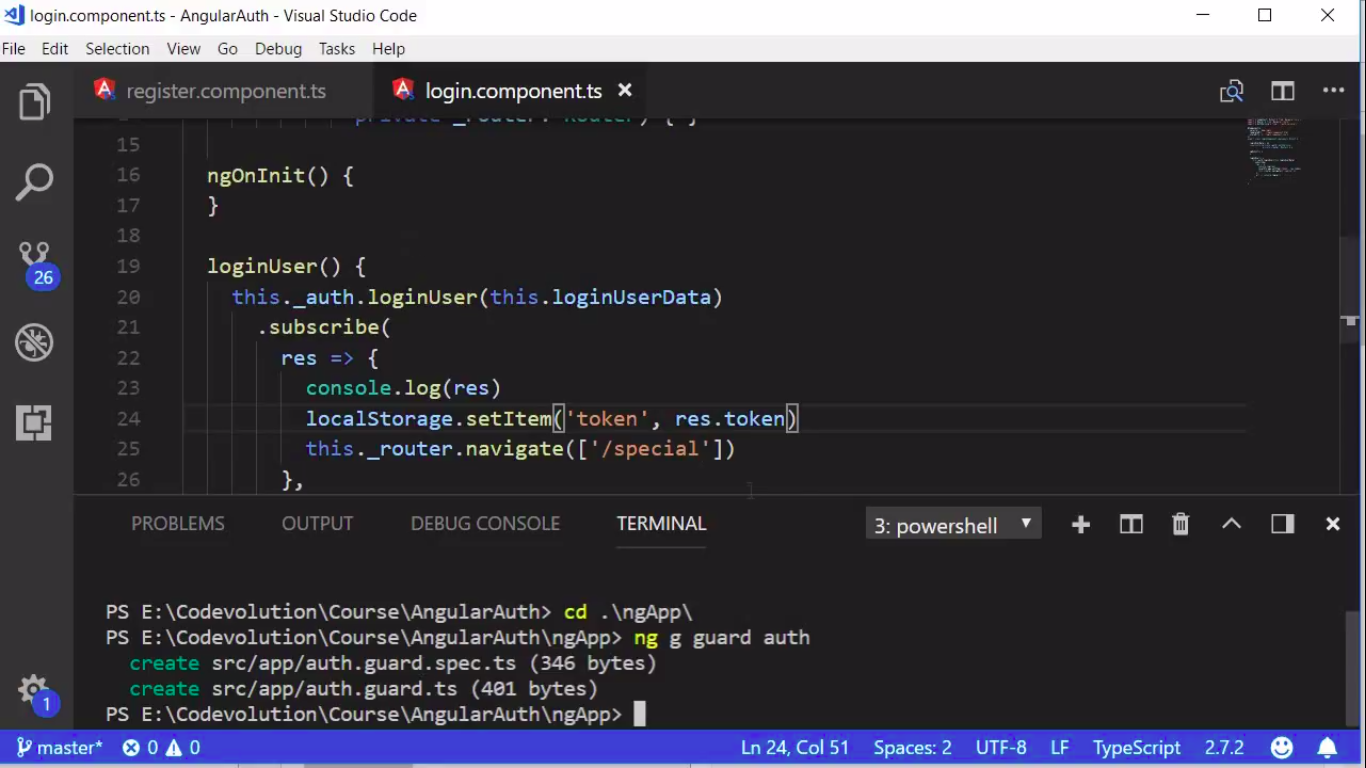 login.component.ts - AngularAuth - Visual Studio Code
File Edit Selection View Go Debug Tasks Help
register.component.ts login.component.ts
private _router: Router) { }
15
16 ngOnInit() {
17 }
18
19 loginUser() {
20 this._auth.loginUser(this.loginUserData)
21 .subscribe(
22 res => {
23 console.log(res)
24 localStorage.setItem('token', res.token)
25 this._router.navigate(['/special'])
26 },
26
PROBLEMS OUTPUT DEBUG CONSOLE TERMINAL 3: powershell
PS E:\Codevolution\Course\AngularAuth> cd .\ngApp\
PS E:\Codevolution\Course\AngularAuth\ngApp> ng g guard auth
create src/app/auth.guard.spec.ts (346 bytes)
create src/app/auth.guard.ts (401 bytes)
PS E:\Codevolution\Course\AngularAuth\ngApp>
1
master* 0 0 Ln 24, Col 51 Spaces: 2 UTF-8 LF TypeScript 2.7.2